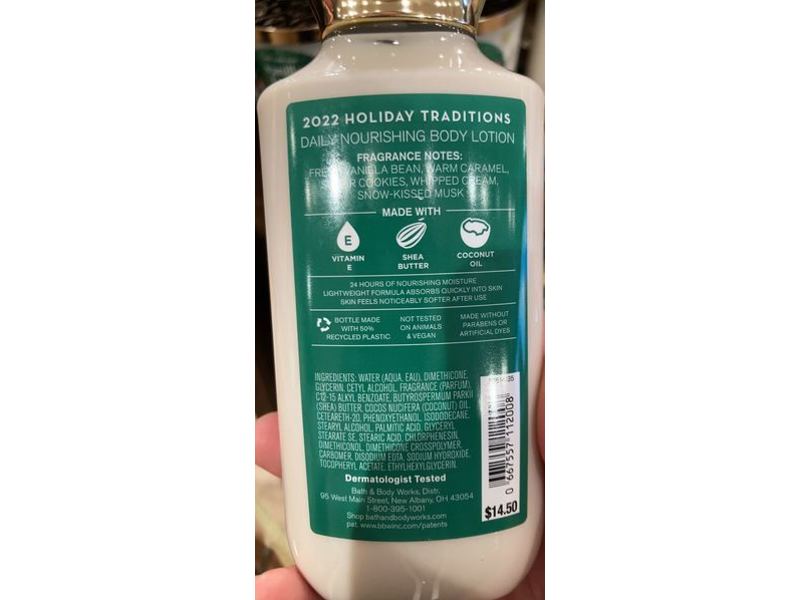 2022 HOLIDAY TRADITIONS
DAILY NOURISHING BODY LOTION
FRAGRANCE NOTES:
VANILLA BEAN, WARM CARAMEL,
COOKIES, WHIPPED CREAM,
SNOW-KISSED MUSK
MADE WITH
E
VITAMIN
E
SHEA
BUTTER
COCONUT
OIL
24 HOURS OF NOURISHING MOISTURE
LIGHTWEIGHT FORMULA ABSORBS QUICKLY INTO SKIN
SKIN FEELS NOTICEABLY SOFTER AFTER USE
BOTTLE MADE
WITH 50%
RECYCLED PLASTIC
NOT TESTED
ON ANIMALS
& VEGAN
MADE WITHOUT
PARABENS OR
ARTIFICIAL DYES
INGREDIENTS: WATER (AQUA, EAU), DIMETHICONE,
GLYCERIN, CETYL ALCOHOL, FRAGRANCE (PARFUM),
C12-15 ALKYL BENZOATE, BUTYROSPERMUM PARKII
(SHEA) BUTTER, COCOS NUCIFERA (COCONUT) OIL,
CETEARETH-20, PHENOXYETHANOL, ISODODECANE,
STEARYL ALCOHOL, PALMITIC ACID, GLYCERYL
STEARATE SE, STEARIC ACID, CHLORPHENESIN,
DIMETHICONOL, DIMETHICONE CROSSPOLYMER,
CARBOMER, DISODIUM EDTA, SODIUM HYDROXIDE,
TOCOPHERYL ACETATE, ETHYLHEXYLGLYCERIN.
Dermatologist Tested
Bath & Body Works, Distr.
95 West Main Street, New Albany, OH 43054
1-800-395-1001
Shop bathandbodyworks.com
pat. www.bbwinc.com/patents
0 667557 112008
$14.50